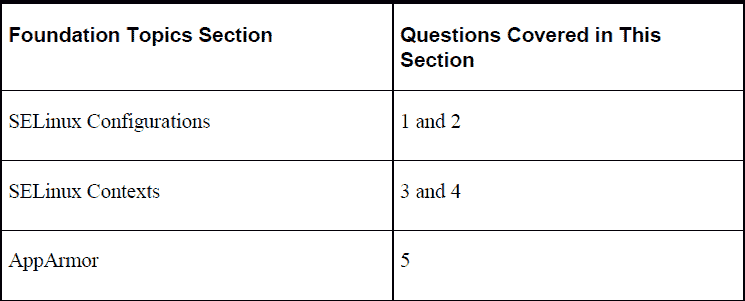 Foundation Topics Section
Questions Covered in This
Section
SELinux Configurations
1 and 2
SELinux Contexts
3 and 4
AppArmor
5